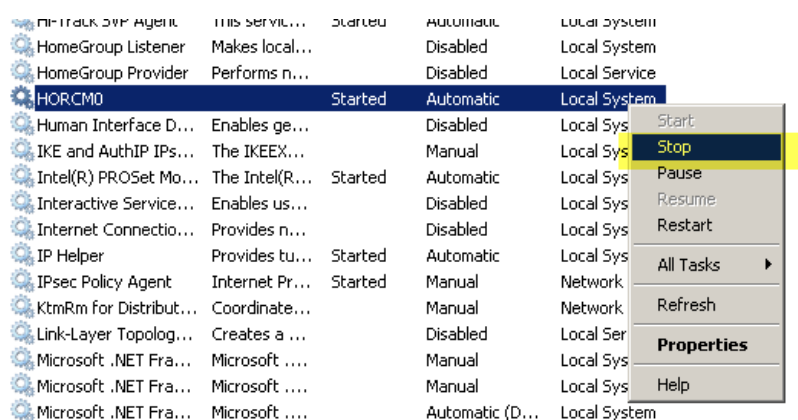 Hi-Track SVP Agent This servic... Started Automatic Local System
HomeGroup Listener Makes local... Disabled Local System
HomeGroup Provider Performs n... Disabled Local Service
HORCM0 Started Automatic Local System
Start
Human Interface D... Enables ge... Disabled Local Sys
Stop
IKE and AuthIP IPs... The IKEEX... Manual Local Sys
Pause
Intel(R) PROSet Mo... The Intel(R... Started Automatic Local Sys
Resume
Interactive Service... Enables us... Disabled Local Sys
Restart
Internet Connectio... Provides n... Disabled Local Sys
IP Helper Provides tu... Started Automatic Local Sys
All Tasks
IPsec Policy Agent Internet Pr... Started Manual Network
Refresh
KtmRm for Distribut... Coordinate... Manual Network
Link-Layer Topolog... Creates a ... Disabled Local Ser
Properties
Microsoft .NET Fra... Microsoft .... Manual Local Sys
Help
Microsoft .NET Fra... Microsoft .... Manual Local Sys
Microsoft .NET Fra... Microsoft .... Automatic (D... Local System